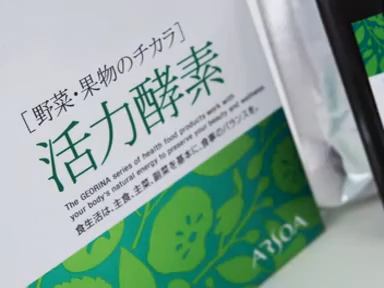 [野菜・果物のチカラ]
活力酵素
The GEORINA series of health food products work with
your body's natural energy to preserve your beauty and wellness.
食生活は、主食、主菜、副菜を基本に、食事のバランスを。